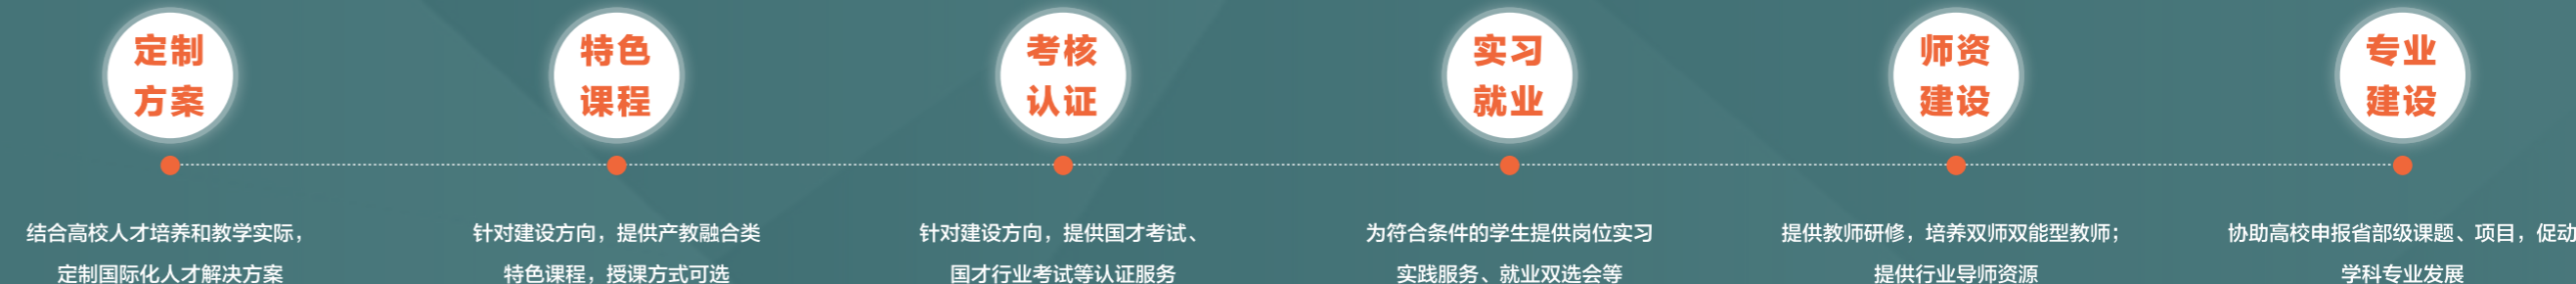 定制
方案
特色
课程
考核
认证
实习
就业
师资
建设
专业
建设
结合高校人才培养和教学实际，
定制国际化人才解决方案
针对建设方向，提供产教融合类
特色课程，授课方式可选
针对建设方向，提供国才考试、
国才行业考试等认证服务
为符合条件的学生提供岗位实习
实践服务、就业双选会等
提供教师研修，培养双师双能型教师；
提供行业导师资源
协助高校申报省部级课题、项目，促动
学科专业发展